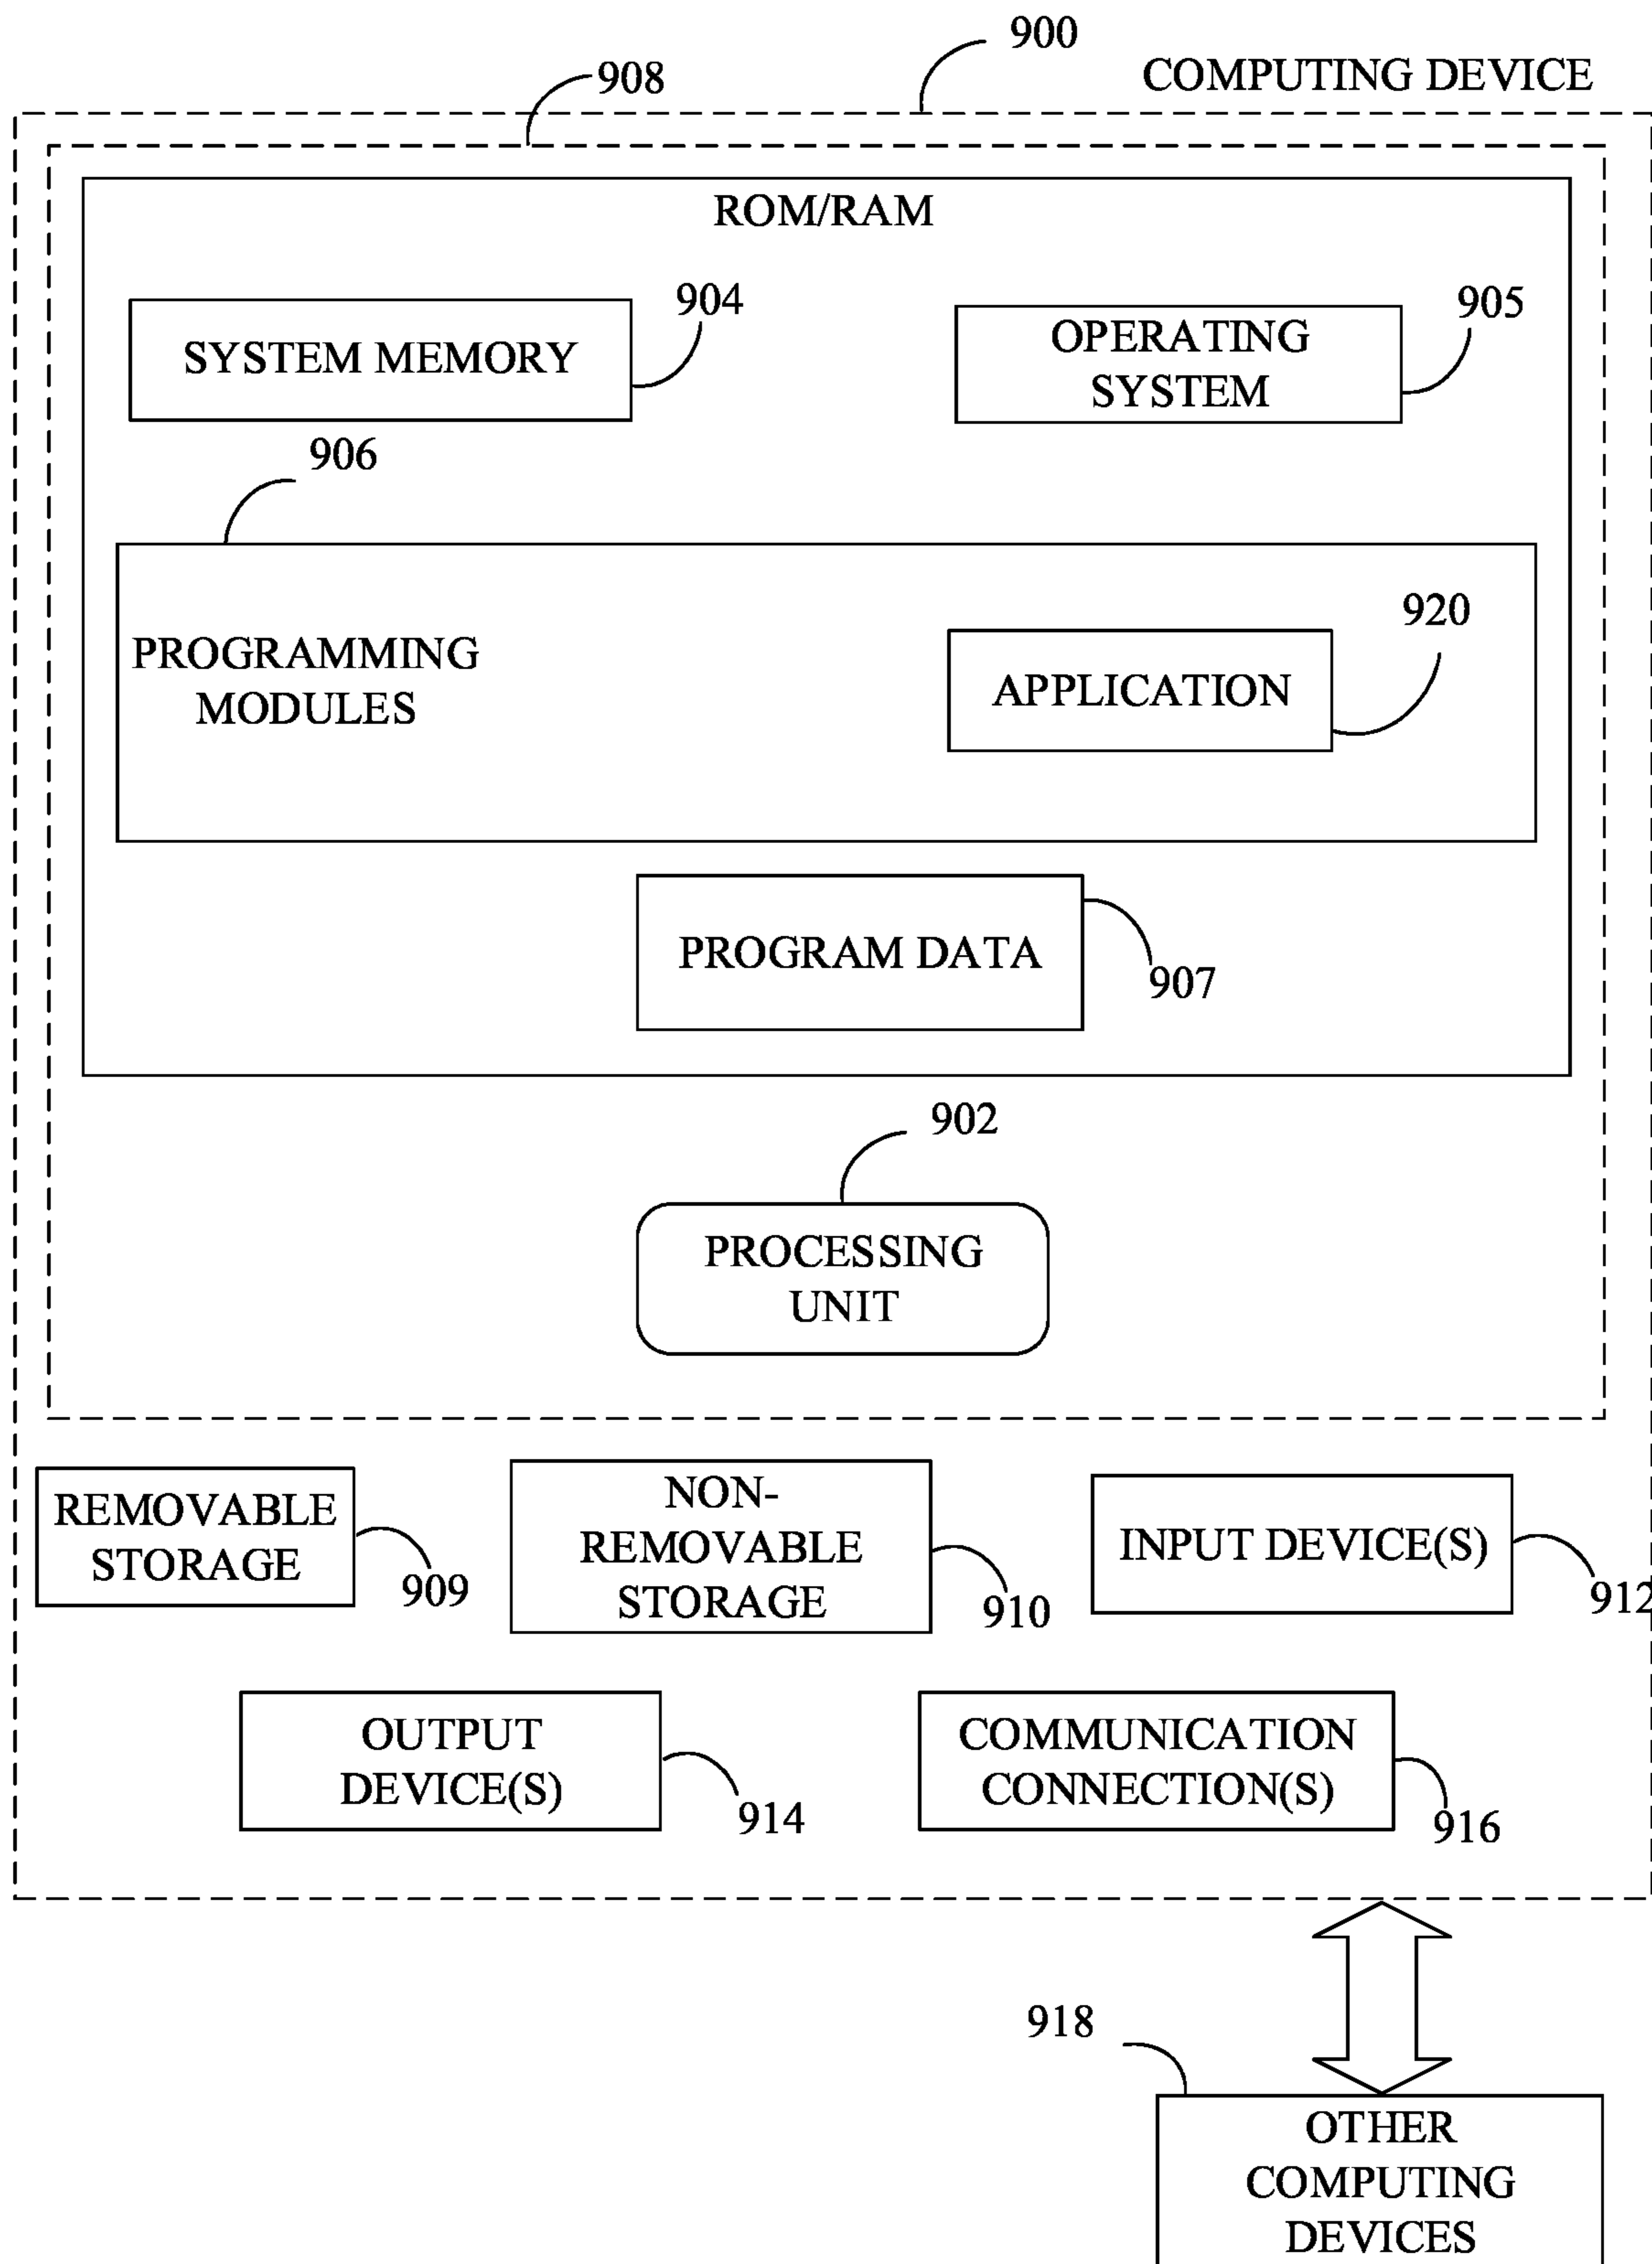 900
COMPUTING DEVICE
908
ROM/RAM
904
905
SYSTEM MEMORY
OPERATING
SYSTEM
906
920
PROGRAMMING
MODULES
APPLICATION
PROGRAM DATA
907
902
PROCESSING
UNIT
REMOVABLE
STORAGE
909
NON-
REMOVABLE
STORAGE
910
INPUT DEVICE(S)
912
OUTPUT
DEVICE(S)
914
COMMUNICATION
CONNECTION(S)
916
918
OTHER
COMPUTING
DEVICES